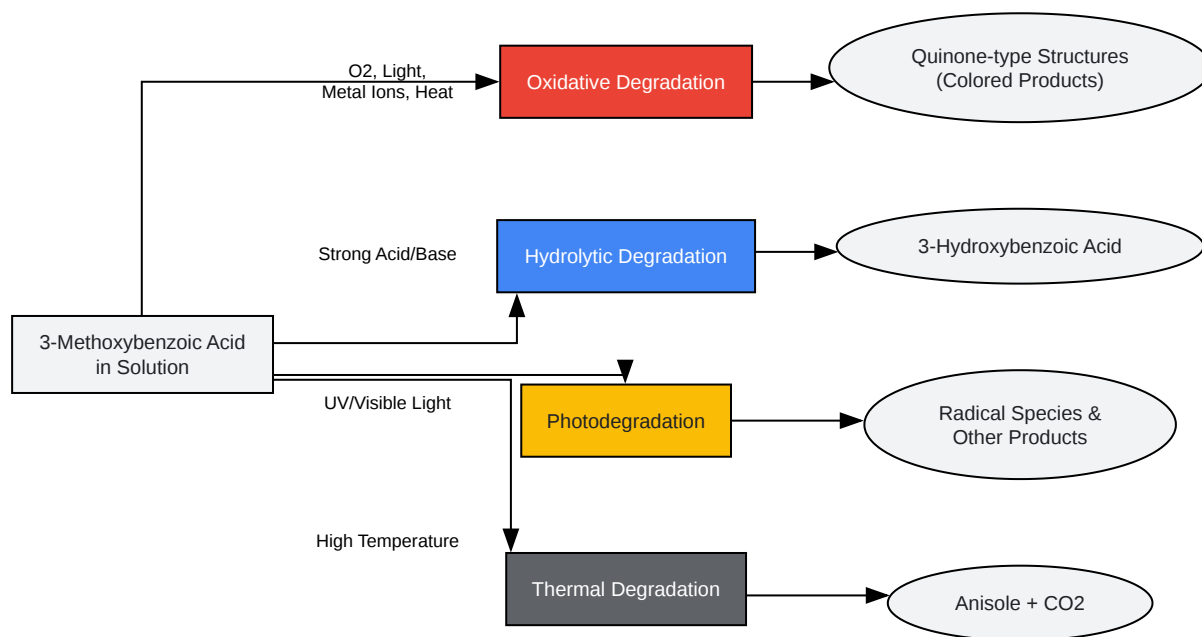 O2, Light,
Metal Ions, Heat
Oxidative Degradation
Quinone-type Structures
(Colored Products)
Strong Acid/Base
Hydrolytic Degradation
3-Hydroxybenzoic Acid
3-Methoxybenzoic Acid
in Solution
UV/Visible Light
Photodegradation
Radical Species &
Other Products
High Temperature
Thermal Degradation
Anisole + CO2